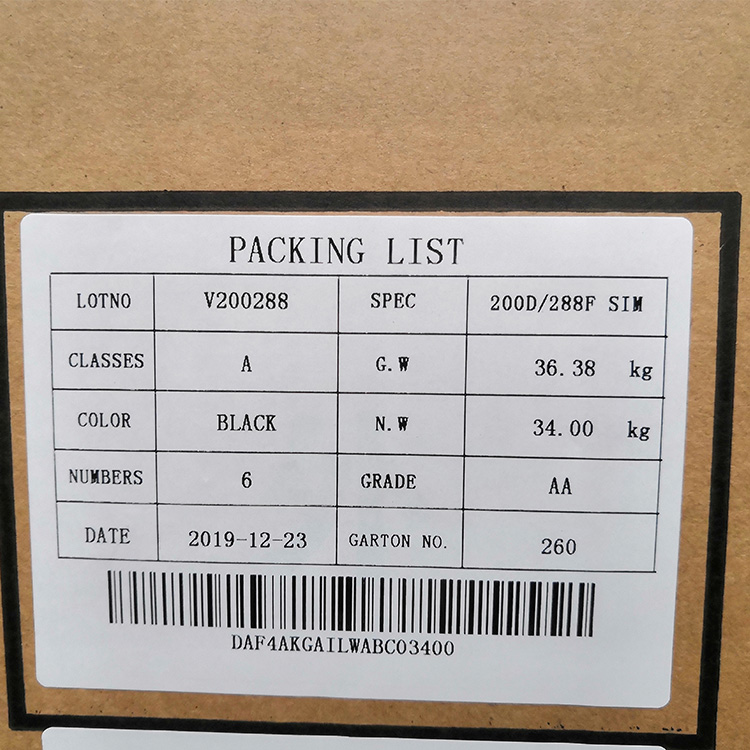 PACKING LIST
LOTNO V200288 SPEC 200D/288F SIM
CLASSES A G.W 36.38 kg
COLOR BLACK N.W 34.00 kg
NUMBERS 6 GRADE AA
DATE 2019-12-23 GARTON NO. 260
DAF4AKGAILWABC03400